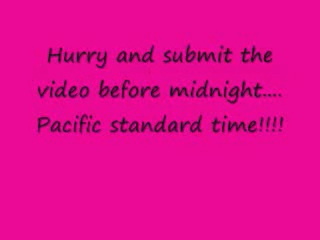 Hurry and submit the
video before midnight....
Pacific standard time!!!!